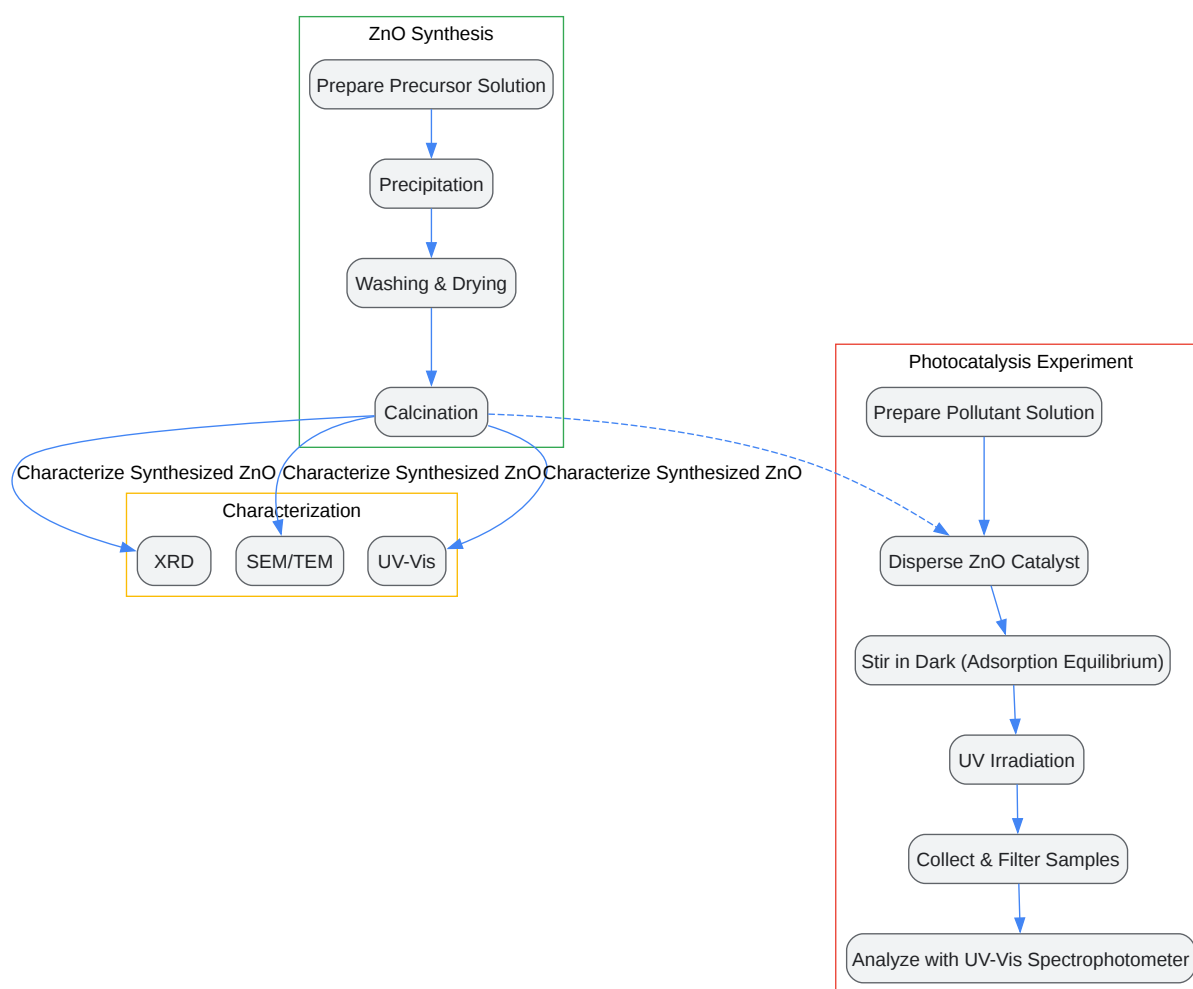 ZnO Synthesis
Prepare Precursor Solution
Precipitation
Washing & Drying
Calcination
Characterize Synthesized ZnO
Characterize Synthesized ZnO
Characterize Synthesized ZnO
Characterization
XRD
SEM/TEM
UV-Vis
Photocatalysis Experiment
Prepare Pollutant Solution
Disperse ZnO Catalyst
Stir in Dark (Adsorption Equilibrium)
UV Irradiation
Collect & Filter Samples
Analyze with UV-Vis Spectrophotometer